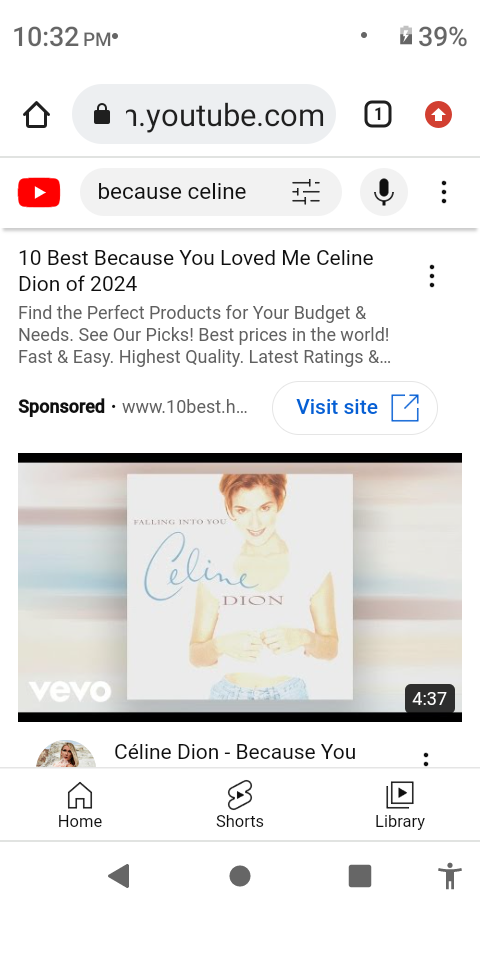 10:32 PM
39%
n.youtube.com
1
because celine
10 Best Because You Loved Me Celine
Dion of 2024
Find the Perfect Products for Your Budget &
Needs. See Our Picks! Best prices in the world!
Fast & Easy. Highest Quality. Latest Ratings &…
Sponsored · www.10best.h…
Visit site
FALLING INTO YOU
Celine
DION
vevo
4:37
Céline Dion - Because You
Home
Shorts
Library